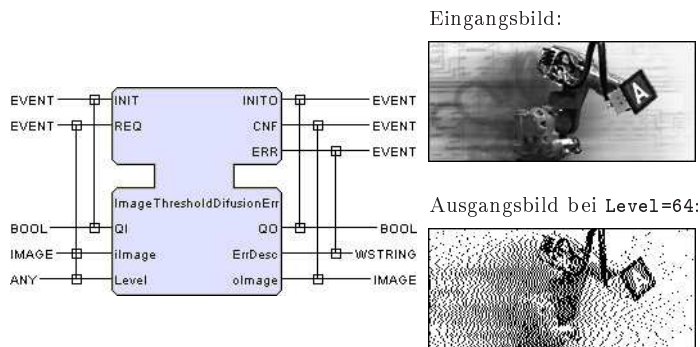 Eingangsbild:
EVENT INIT INITO EVENT
EVENT REQ CNF EVENT
ERR EVENT
A
ImageThresholdDifusionErr
Ausgangsbild bei Level=64:
BOOL QI QO BOOL
IMAGE iImage ErrDesc WSTRING
ANY Level oImage IMAGE
A